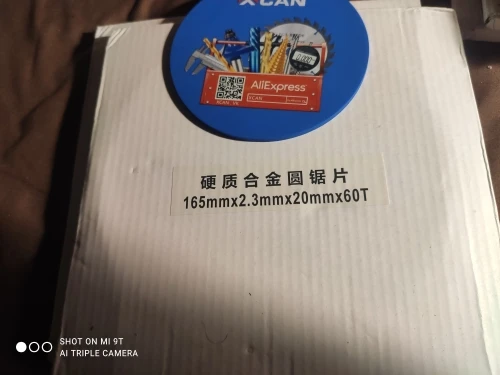 XCAN
AliExpress
XCAN
硬质合金圆锯片
165mmx2.3mmx20mmx60T
SHOT ON MI 9T
AI TRIPLE CAMERA